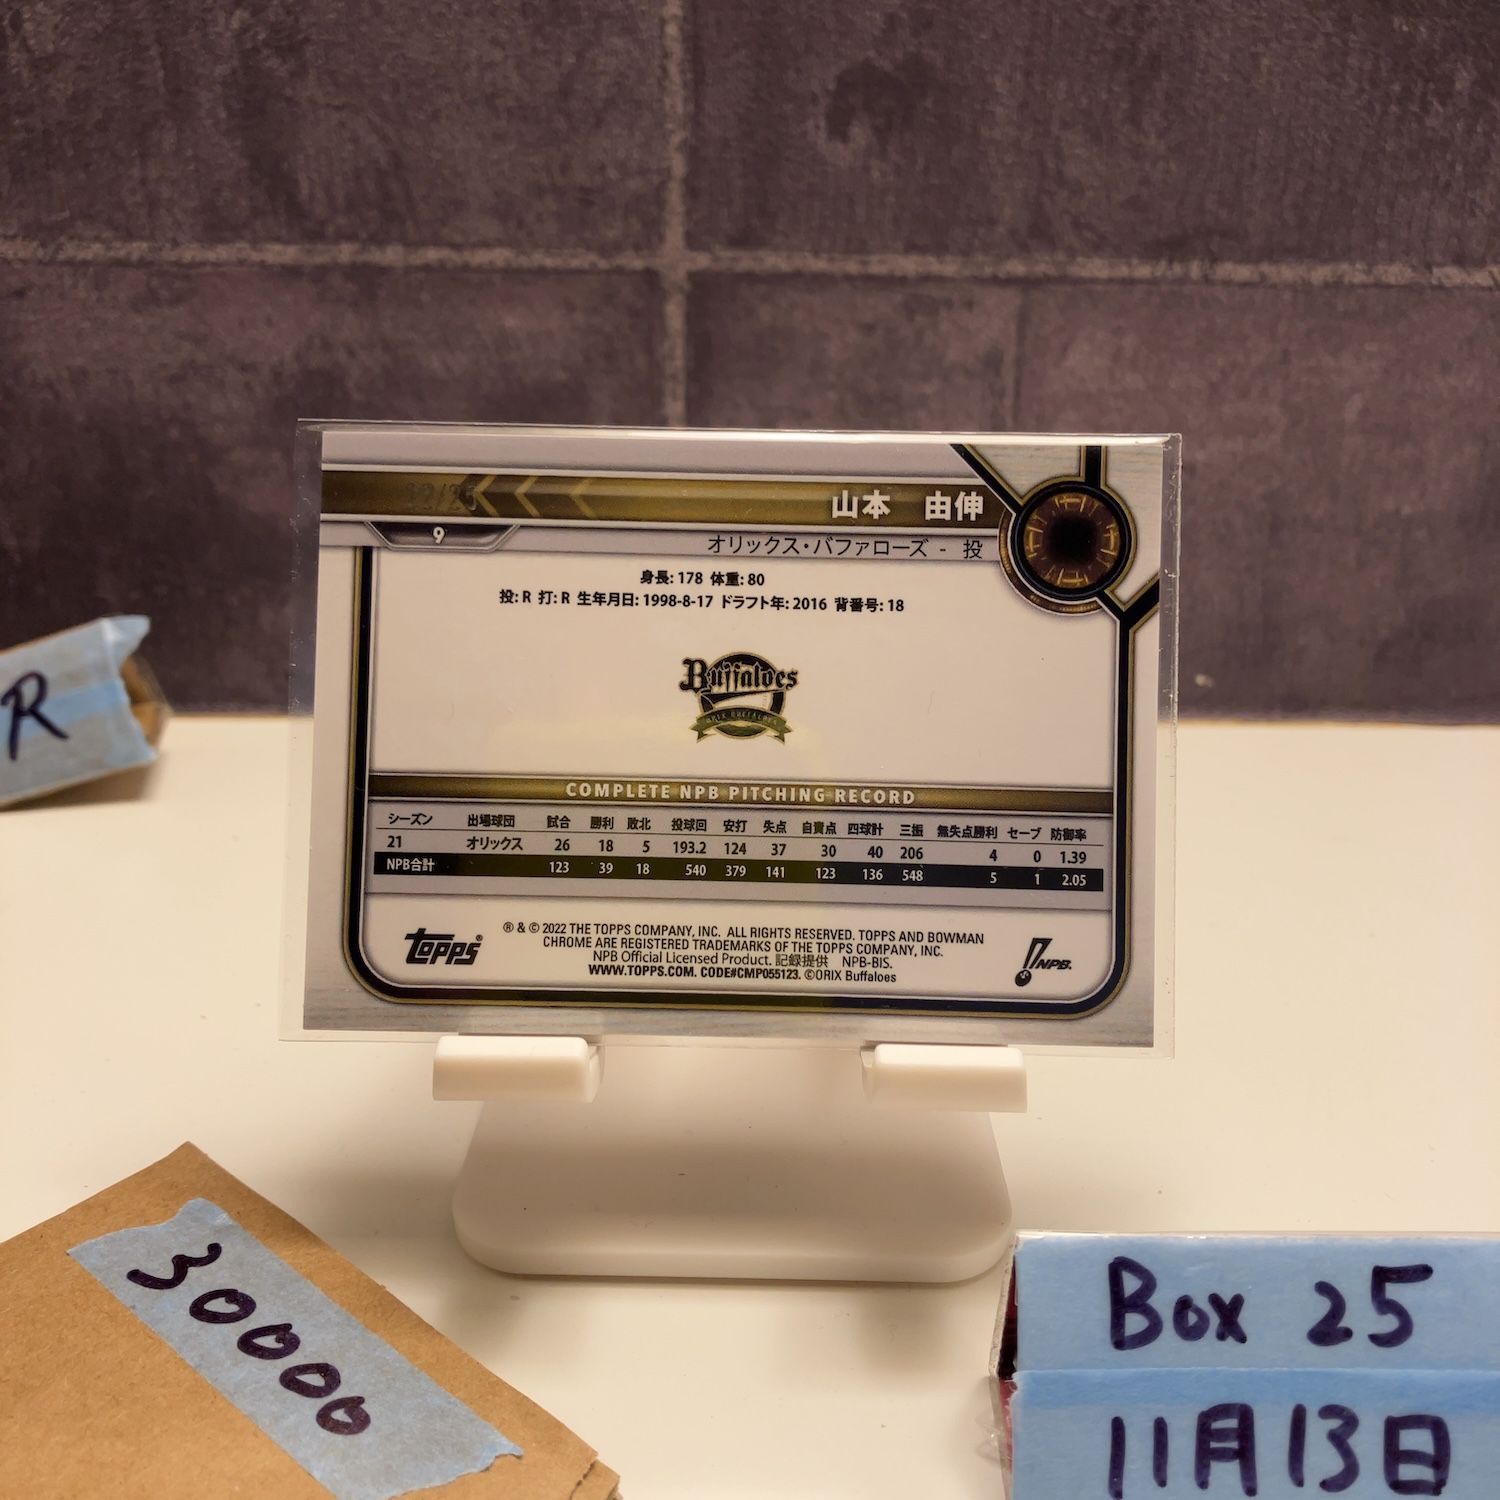 山本 由伸
9
オリックス・バファローズ - 投
身長: 178 体重: 80
投: R 打: R 生年月日: 1998-8-17 ドラフト年: 2016 背番号: 18
R
Buffaloes
ORIX BUFFALOES
COMPLETE NPB PITCHING RECORD
シーズン 出場球団 試合 勝利 敗北 投球回 安打 失点 自責点 四球計 三振 無失点勝利 セーブ 防御率
21 オリックス 26 18 5 193.2 124 37 30 40 206 4 0 1.39
NPB合計 123 39 18 540 379 141 123 136 548 5 1 2.05
topps®
® & © 2022 THE TOPPS COMPANY, INC. ALL RIGHTS RESERVED. TOPPS AND BOWMAN
CHROME ARE REGISTERED TRADEMARKS OF THE TOPPS COMPANY, INC.
NPB Official Licensed Product. 記録提供 NPB-BIS.
WWW.TOPPS.COM. CODE#CMP055123. ©ORIX Buffaloes
NPB.
30000
Box 25
11月13日